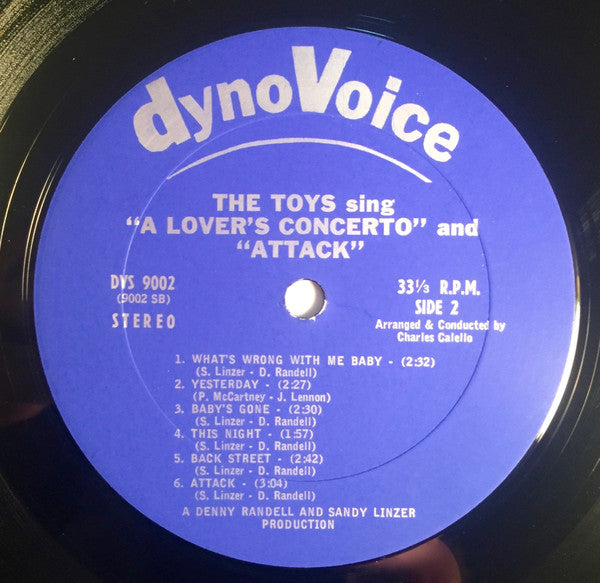 dynoVoice
THE TOYS sing
"A LOVER'S CONCERTO" and
"ATTACK"
DVS 9002
(9002 SB)
STEREO
33⅓ R.P.M.
SIDE 2
Arranged & Conducted by
Charles Calello
1. WHAT'S WRONG WITH ME BABY - (2:32)
(S. Linzer - D. Randell)
2. YESTERDAY - (2:27)
(P. McCartney - J. Lennon)
3. BABY'S GONE - (2:30)
(S. Linzer - D. Randell)
4. THIS NIGHT - (1:57)
(S. Linzer - D. Randell)
5. BACK STREET - (2:42)
(S. Linzer - D. Randell)
6. ATTACK - (3:04)
(S. Linzer - D. Randell)
A DENNY RANDELL AND SANDY LINZER
PRODUCTION